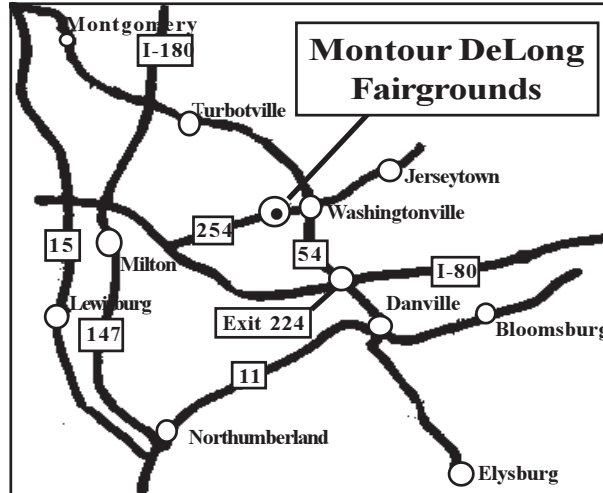 Montgomery
I-180
Montour DeLong
Fairgrounds
Turbotville
Jerseytown
Washingtonville
254
15
54
Milton
I-80
Lewisburg
Danville
Exit 224
Bloomsburg
147
11
Northumberland
Elysburg